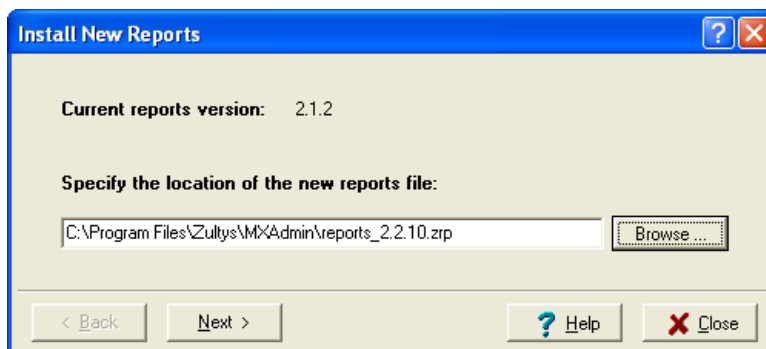 Install New Reports
Current reports version: 2.1.2
Specify the location of the new reports file:
C:\Program Files\Zultys\MXAdmin\reports_2.2.10.zrp Browse ...
< Back Next > ? Help Close